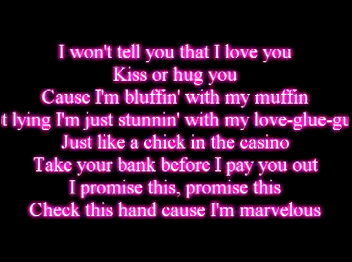 I won't tell you that I love you
Kiss or hug you
Cause I'm bluffin' with my muffin
t lying I'm just stunnin' with my love-glue-gu
Just like a chick in the casino
Take your bank before I pay you out
I promise this, promise this
Check this hand cause I'm marvelous